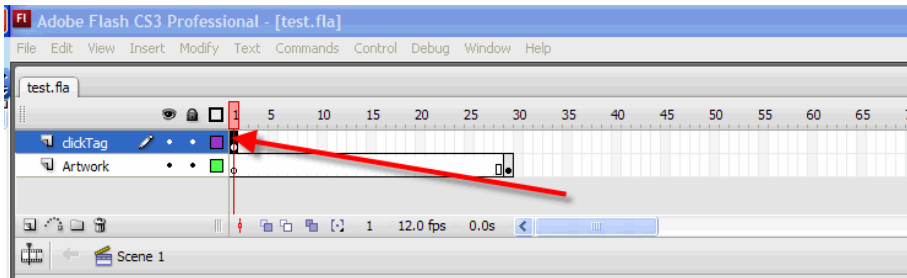 Fl Adobe Flash CS3 Professional - [test.fla]
File Edit View Insert Modify Text Commands Control Debug Window Help
test.fla
1 5 10 15 20 25 30 35 40 45 50 55 60 65
clickTag
Artwork
1 12.0 fps 0.0s
Scene 1